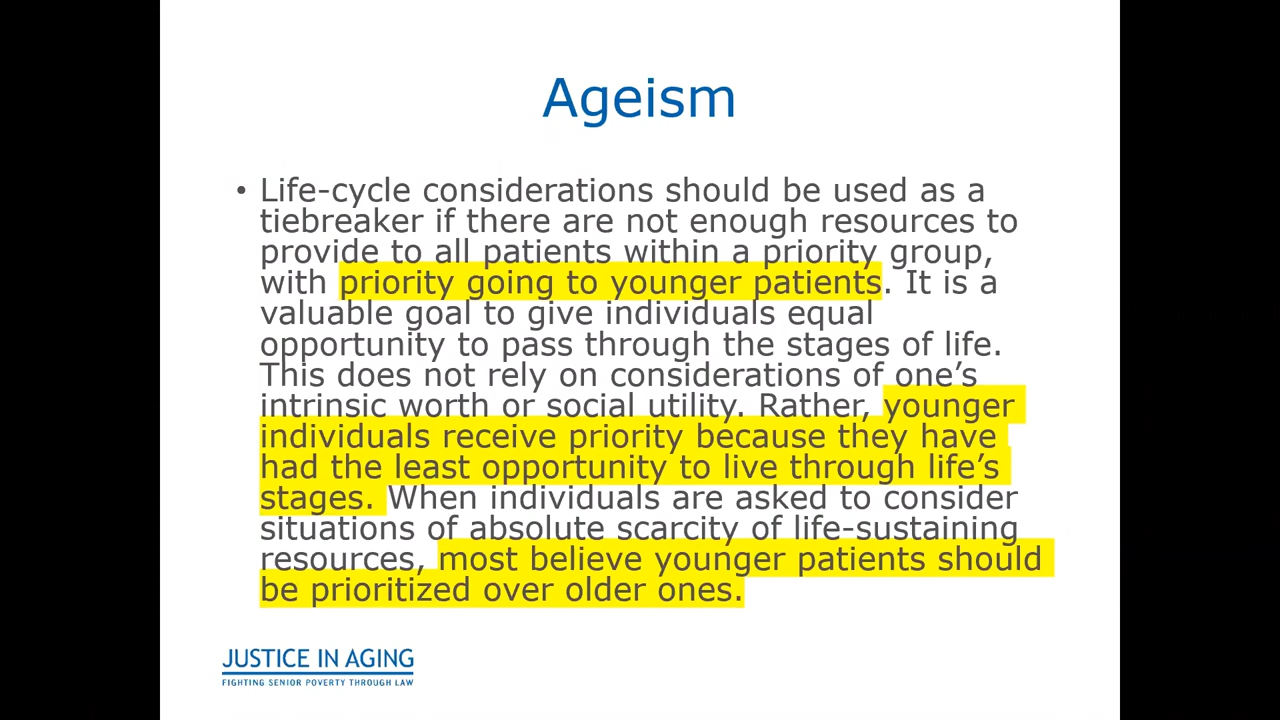 Ageism
• Life-cycle considerations should be used as a
tiebreaker if there are not enough resources to
provide to all patients within a priority group,
with priority going to younger patients. It is a
valuable goal to give individuals equal
opportunity to pass through the stages of life.
This does not rely on considerations of one’s
intrinsic worth or social utility. Rather, younger
individuals receive priority because they have
had the least opportunity to live through life’s
stages. When individuals are asked to consider
situations of absolute scarcity of life-sustaining
resources, most believe younger patients should
be prioritized over older ones.
JUSTICE IN AGING
FIGHTING SENIOR POVERTY THROUGH LAW